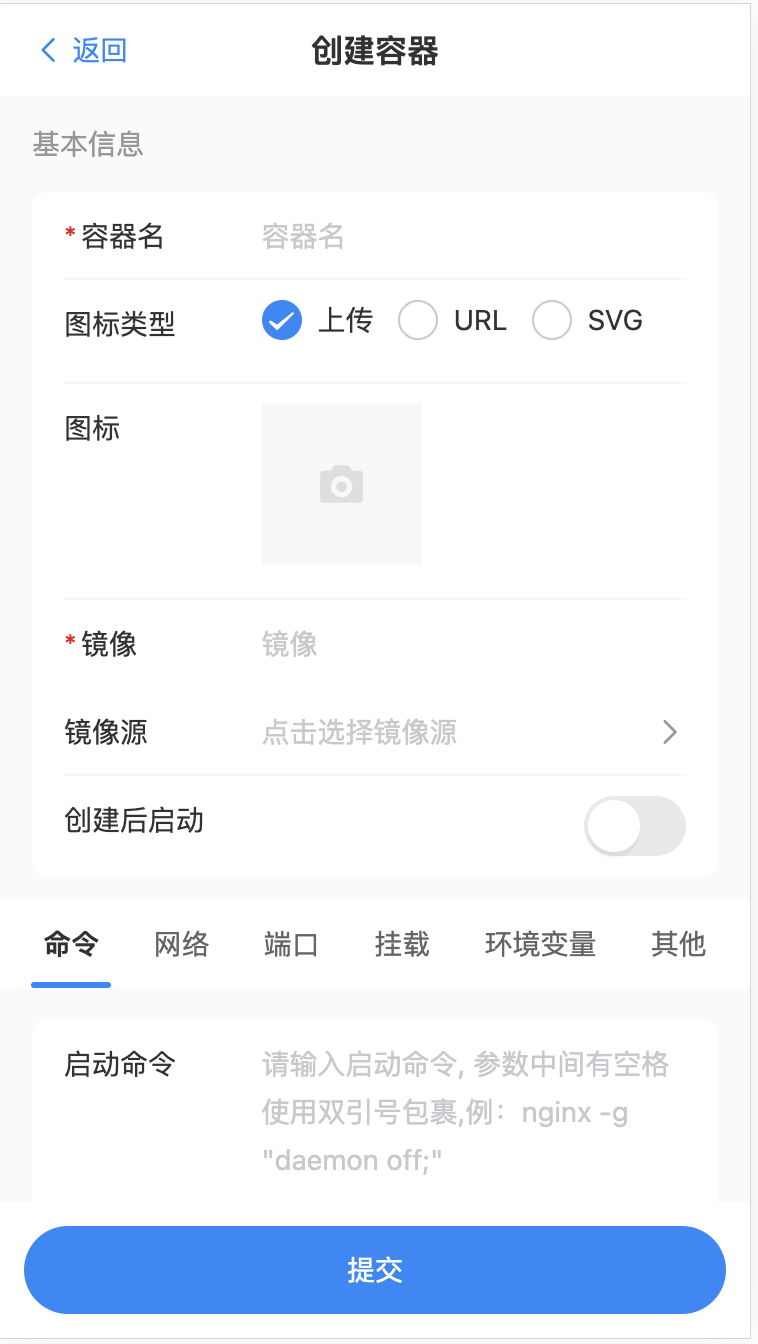 返回 创建容器
基本信息
*容器名 容器名
图标类型 上传 URL SVG
图标
*镜像 镜像
镜像源 点击选择镜像源
创建后启动
命令 网络 端口 挂载 环境变量 其他
启动命令 请输入启动命令, 参数中间有空格
使用双引号包裹,例：nginx -g
"daemon off;"
提交